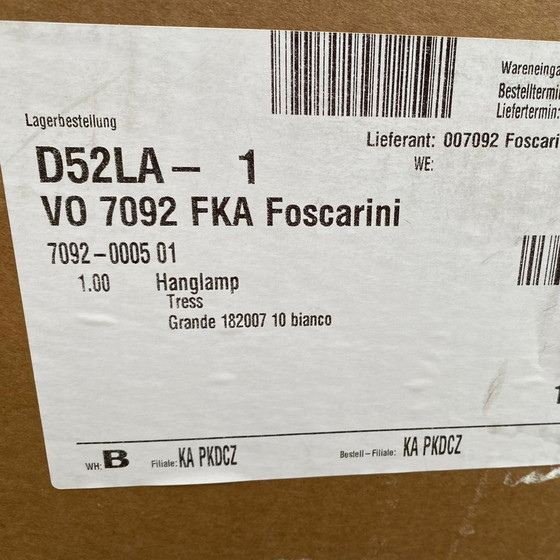 Lagerbestellung
Lieferant: 007092 Foscari
WE:
D52LA – 1
VO 7092 FKA Foscarini
7092-0005 01
1.00 Hanglamp
Tress
Grande 182007 10 bianco
WH: B Filiale: KA PKDCZ Bestell-Filiale: KA PKDCZ
Wareneinga
Bestelltermi
Liefertermin: